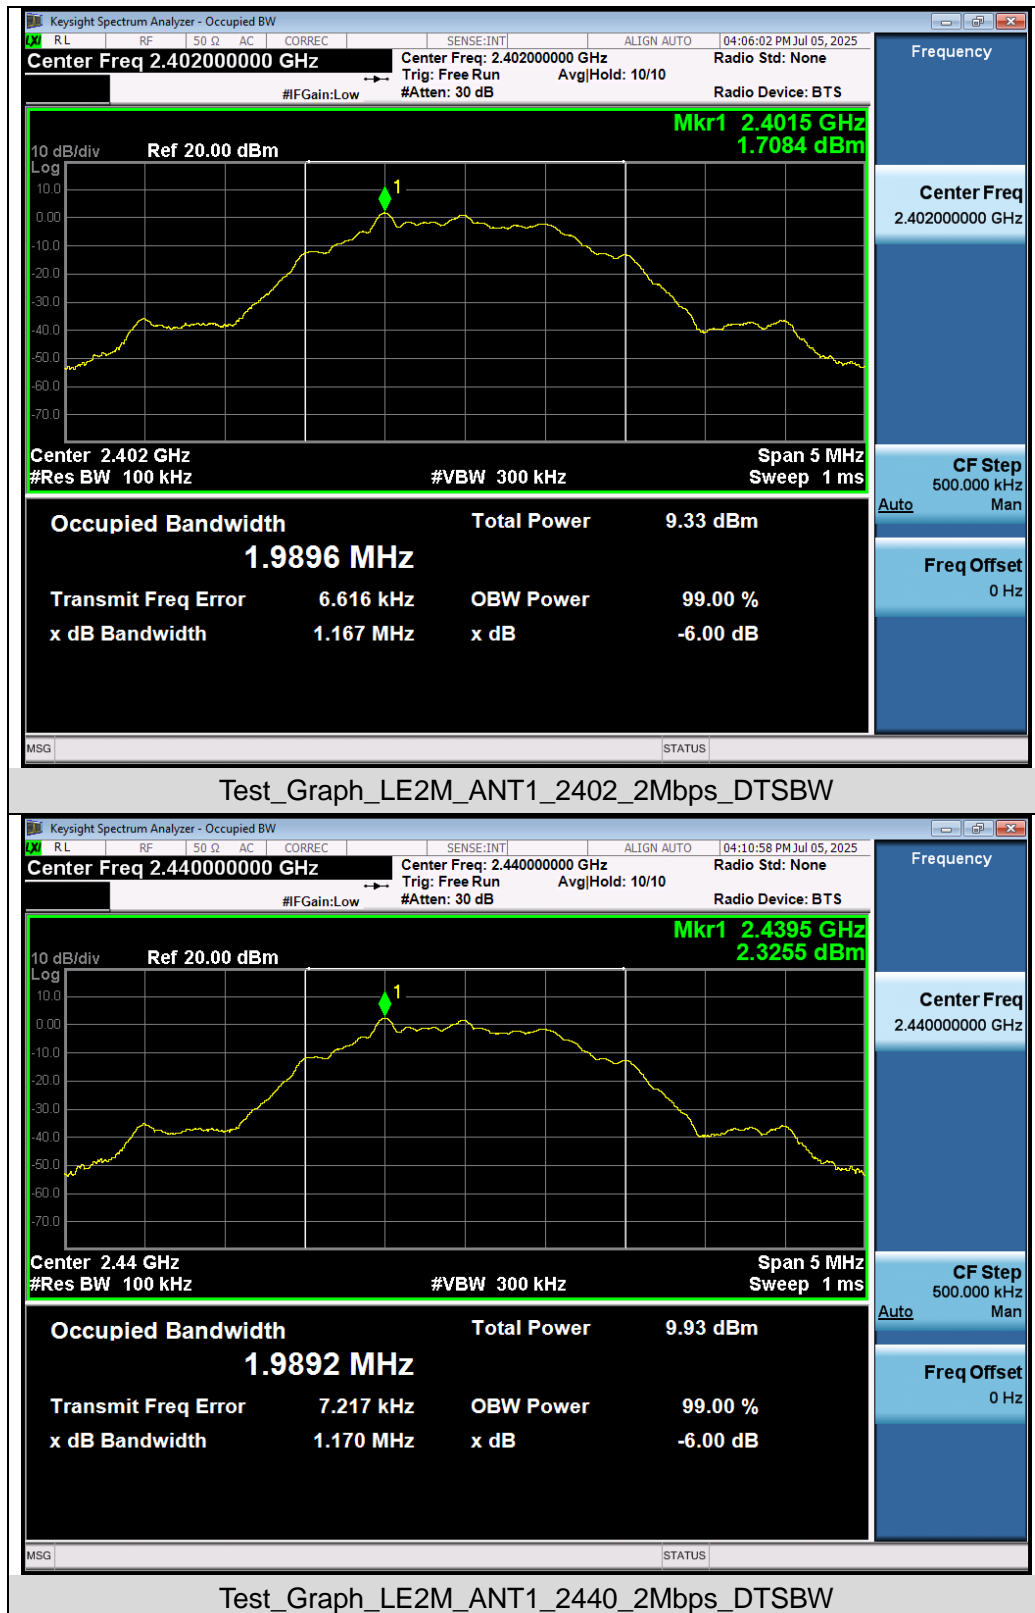 Keysight Spectrum Analyzer - Occupied BW
LXI RL RF 50 Ω AC CORREC SENSE:INT ALIGN AUTO 04:06:02 PM Jul 05, 2025
Center Freq 2.402000000 GHz Center Freq: 2.402000000 GHz Radio Std: None Frequency
Trig: Free Run Avg|Hold: 10/10
#IFGain:Low #Atten: 30 dB Radio Device: BTS
Mkr1 2.4015 GHz
10 dB/div Ref 20.00 dBm 1.7084 dBm
Log
10.0
0.00
-10.0
-20.0
-30.0
-40.0
-50.0
-60.0
-70.0
1
Center 2.402 GHz Span 5 MHz
#Res BW 100 kHz #VBW 300 kHz Sweep 1 ms
Center Freq
2.402000000 GHz
CF Step
500.000 kHz
Auto Man
Freq Offset
0 Hz
Occupied Bandwidth Total Power 9.33 dBm
1.9896 MHz
Transmit Freq Error 6.616 kHz OBW Power 99.00 %
x dB Bandwidth 1.167 MHz x dB -6.00 dB
MSG STATUS
Test_Graph_LE2M_ANT1_2402_2Mbps_DTSBW
Keysight Spectrum Analyzer - Occupied BW
LXI RL RF 50 Ω AC CORREC SENSE:INT ALIGN AUTO 04:10:58 PM Jul 05, 2025
Center Freq 2.440000000 GHz Center Freq: 2.440000000 GHz Radio Std: None Frequency
Trig: Free Run Avg|Hold: 10/10
#IFGain:Low #Atten: 30 dB Radio Device: BTS
Mkr1 2.4395 GHz
10 dB/div Ref 20.00 dBm 2.3255 dBm
Log
10.0
0.00
-10.0
-20.0
-30.0
-40.0
-50.0
-60.0
-70.0
1
Center 2.44 GHz Span 5 MHz
#Res BW 100 kHz #VBW 300 kHz Sweep 1 ms
Center Freq
2.440000000 GHz
CF Step
500.000 kHz
Auto Man
Freq Offset
0 Hz
Occupied Bandwidth Total Power 9.93 dBm
1.9892 MHz
Transmit Freq Error 7.217 kHz OBW Power 99.00 %
x dB Bandwidth 1.170 MHz x dB -6.00 dB
MSG STATUS
Test_Graph_LE2M_ANT1_2440_2Mbps_DTSBW